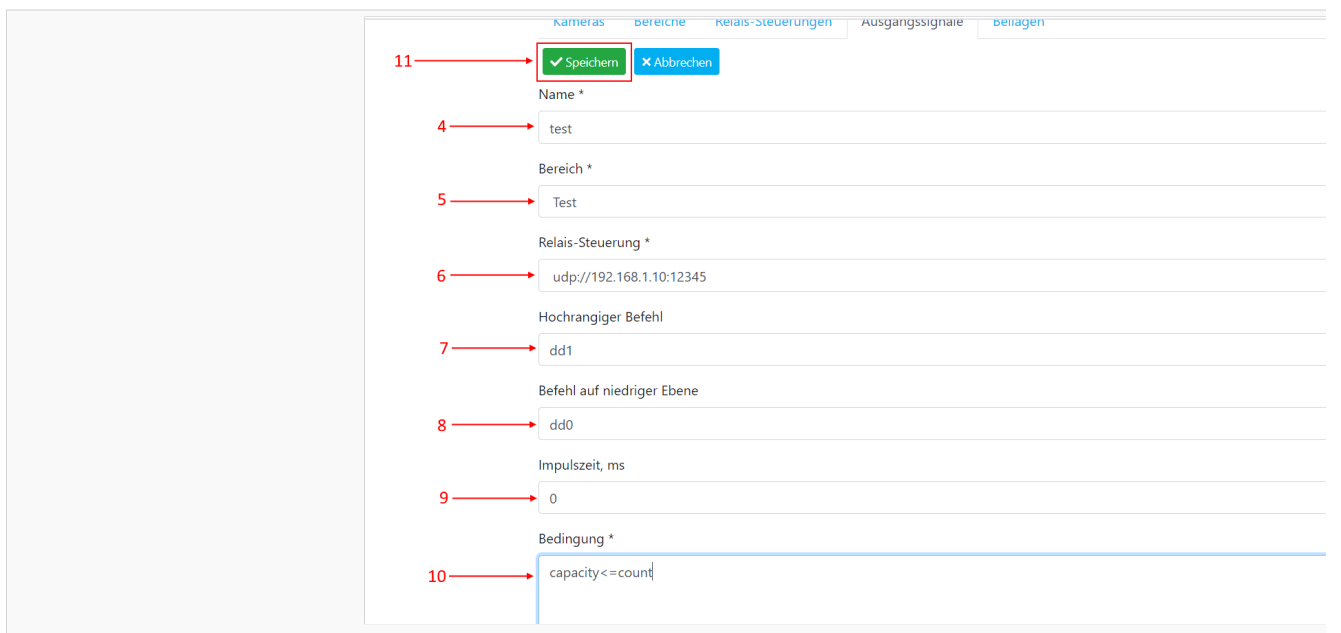 Kameras Bereiche Relais-Steuerungen Ausgangssignale Beilagen
11 Speichern Abbrechen
Name *
4 test
Bereich *
5 Test
Relais-Steuerung *
6 udp://192.168.1.10:12345
Hochrangiger Befehl
7 dd1
Befehl auf niedriger Ebene
8 dd0
Impulszeit, ms
9 0
Bedingung *
10 capacity<=count